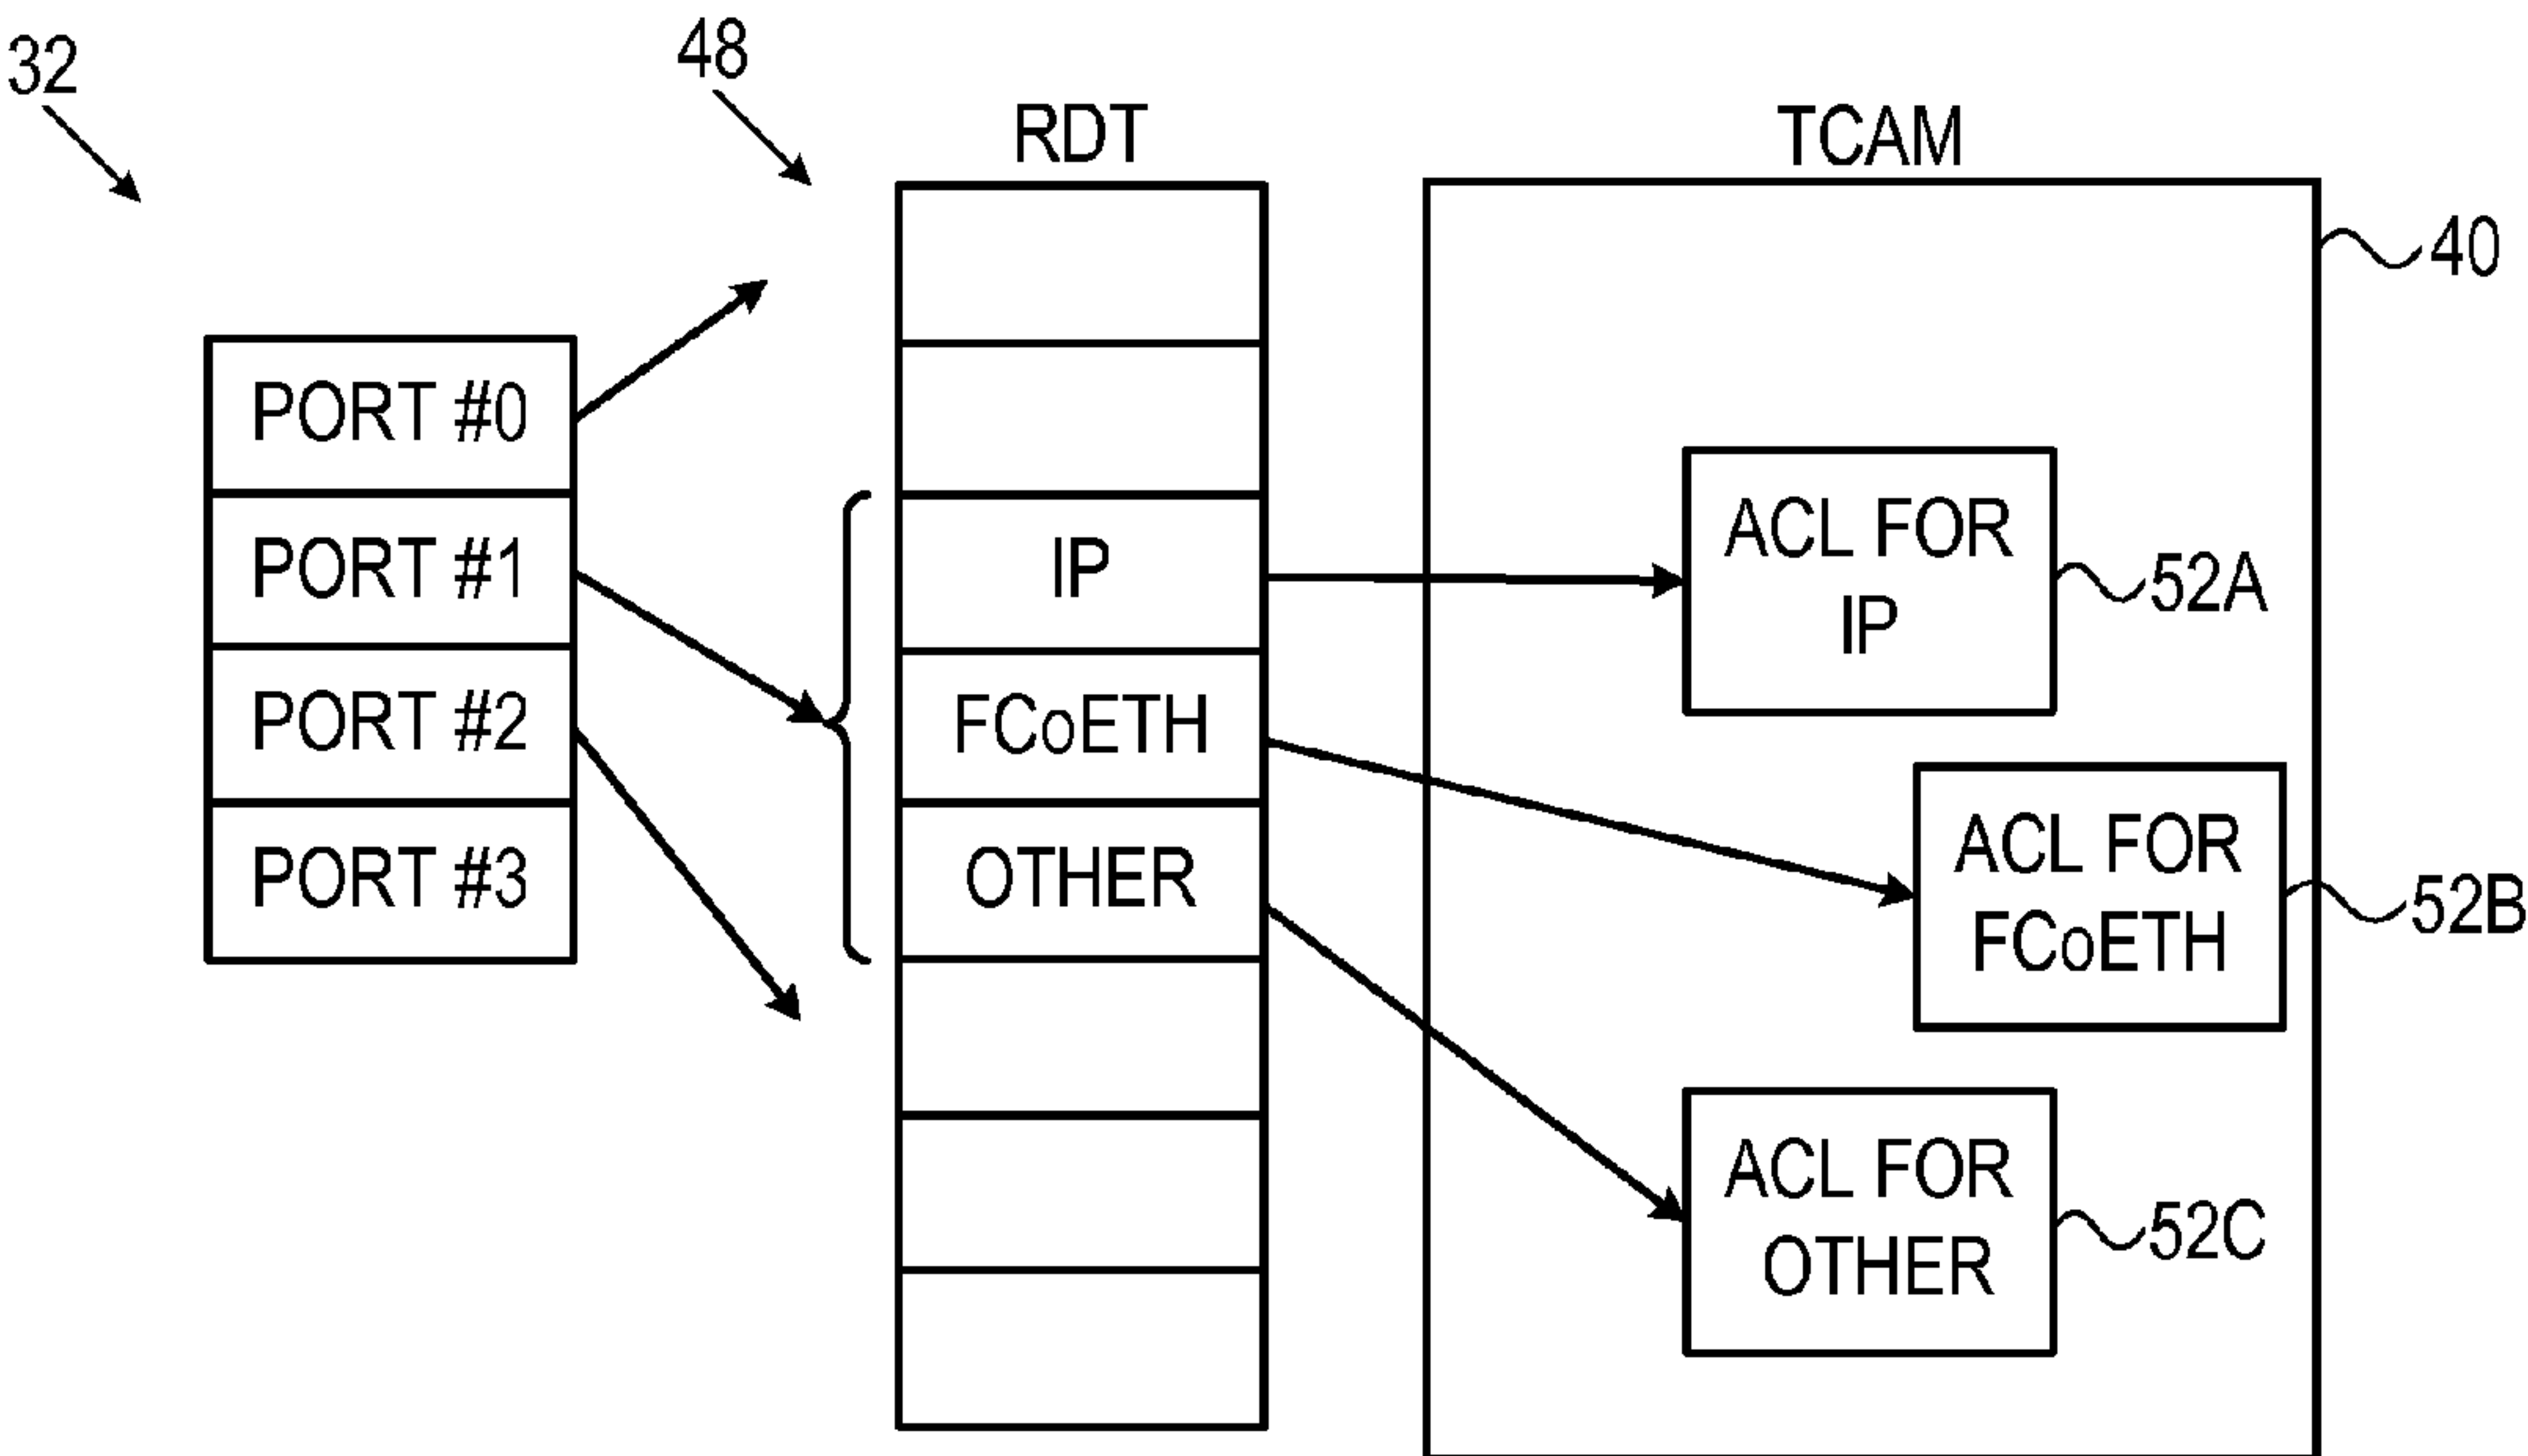 32
48
RDT
TCAM
40
PORT #0
PORT #1
PORT #2
PORT #3
IP
FCoETH
OTHER
ACL FOR
IP
52A
ACL FOR
FCoETH
52B
ACL FOR
OTHER
52C